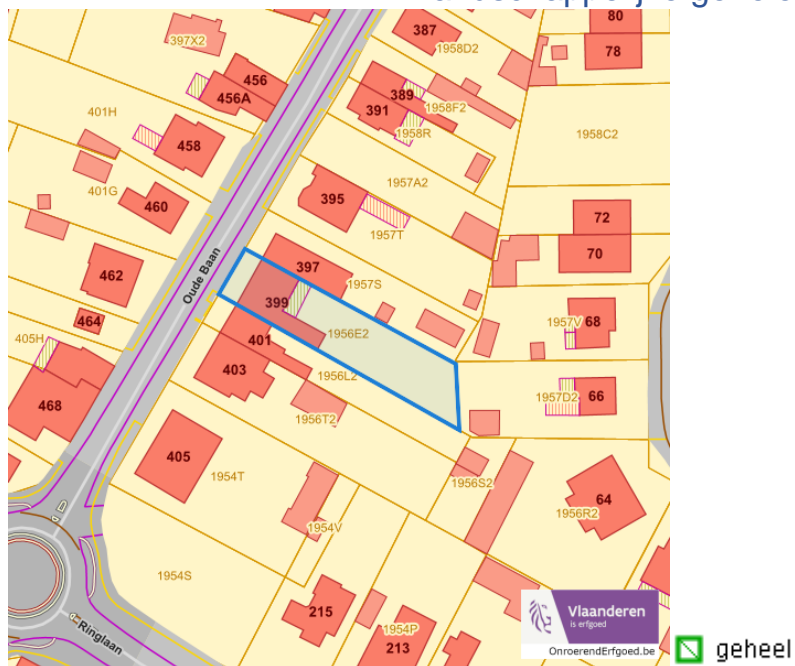 387
80
78
397X2
1958D2
456
456A
389
391
1958F2
1958R
401H
458
1958C2
1957A2
401G
460
395
72
1957T
70
Oude Baan
462
397
1957S
399
464
1956E2
1957V
68
405H
401
403
1956L2
1957D2
66
468
1956T2
405
1954T
1956S2
64
1956R2
1954V
1954S
215
1954P
213
Ringlaan
Vlaanderen
is erfgoed
OnroerendErfgoed.be
geheel